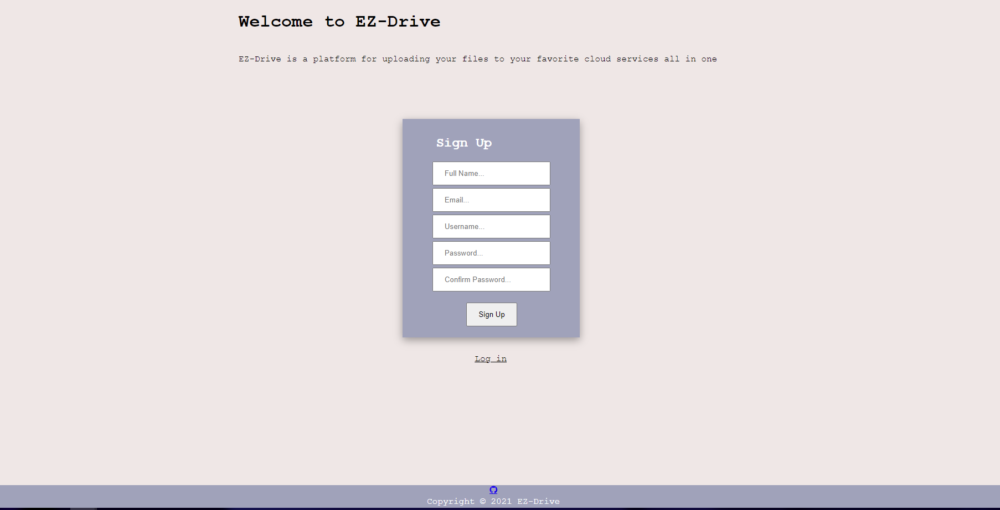 Welcome to EZ-Drive
EZ-Drive is a platform for uploading your files to your favorite cloud services all in one
Sign Up
Full Name...
Email...
Username...
Password...
Confirm Password...
Sign Up
Log in
Copyright © 2021 EZ-Drive